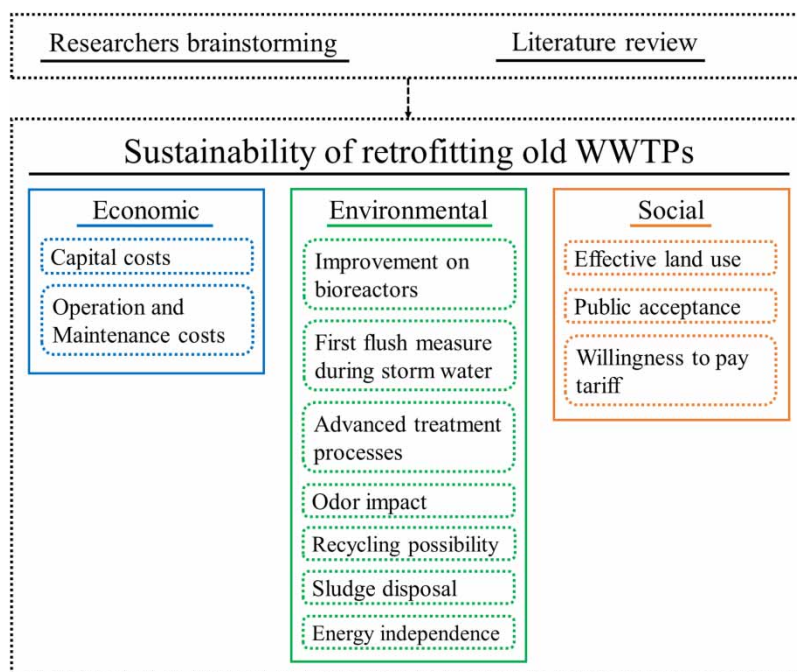 Researchers brainstorming
Literature review
Sustainability of retrofitting old WWTPs
Economic
Capital costs
Operation and
Maintenance costs
Environmental
Improvement on
bioreactors
First flush measure
during storm water
Advanced treatment
processes
Odor impact
Recycling possibility
Sludge disposal
Energy independence
Social
Effective land use
Public acceptance
Willingness to pay
tariff